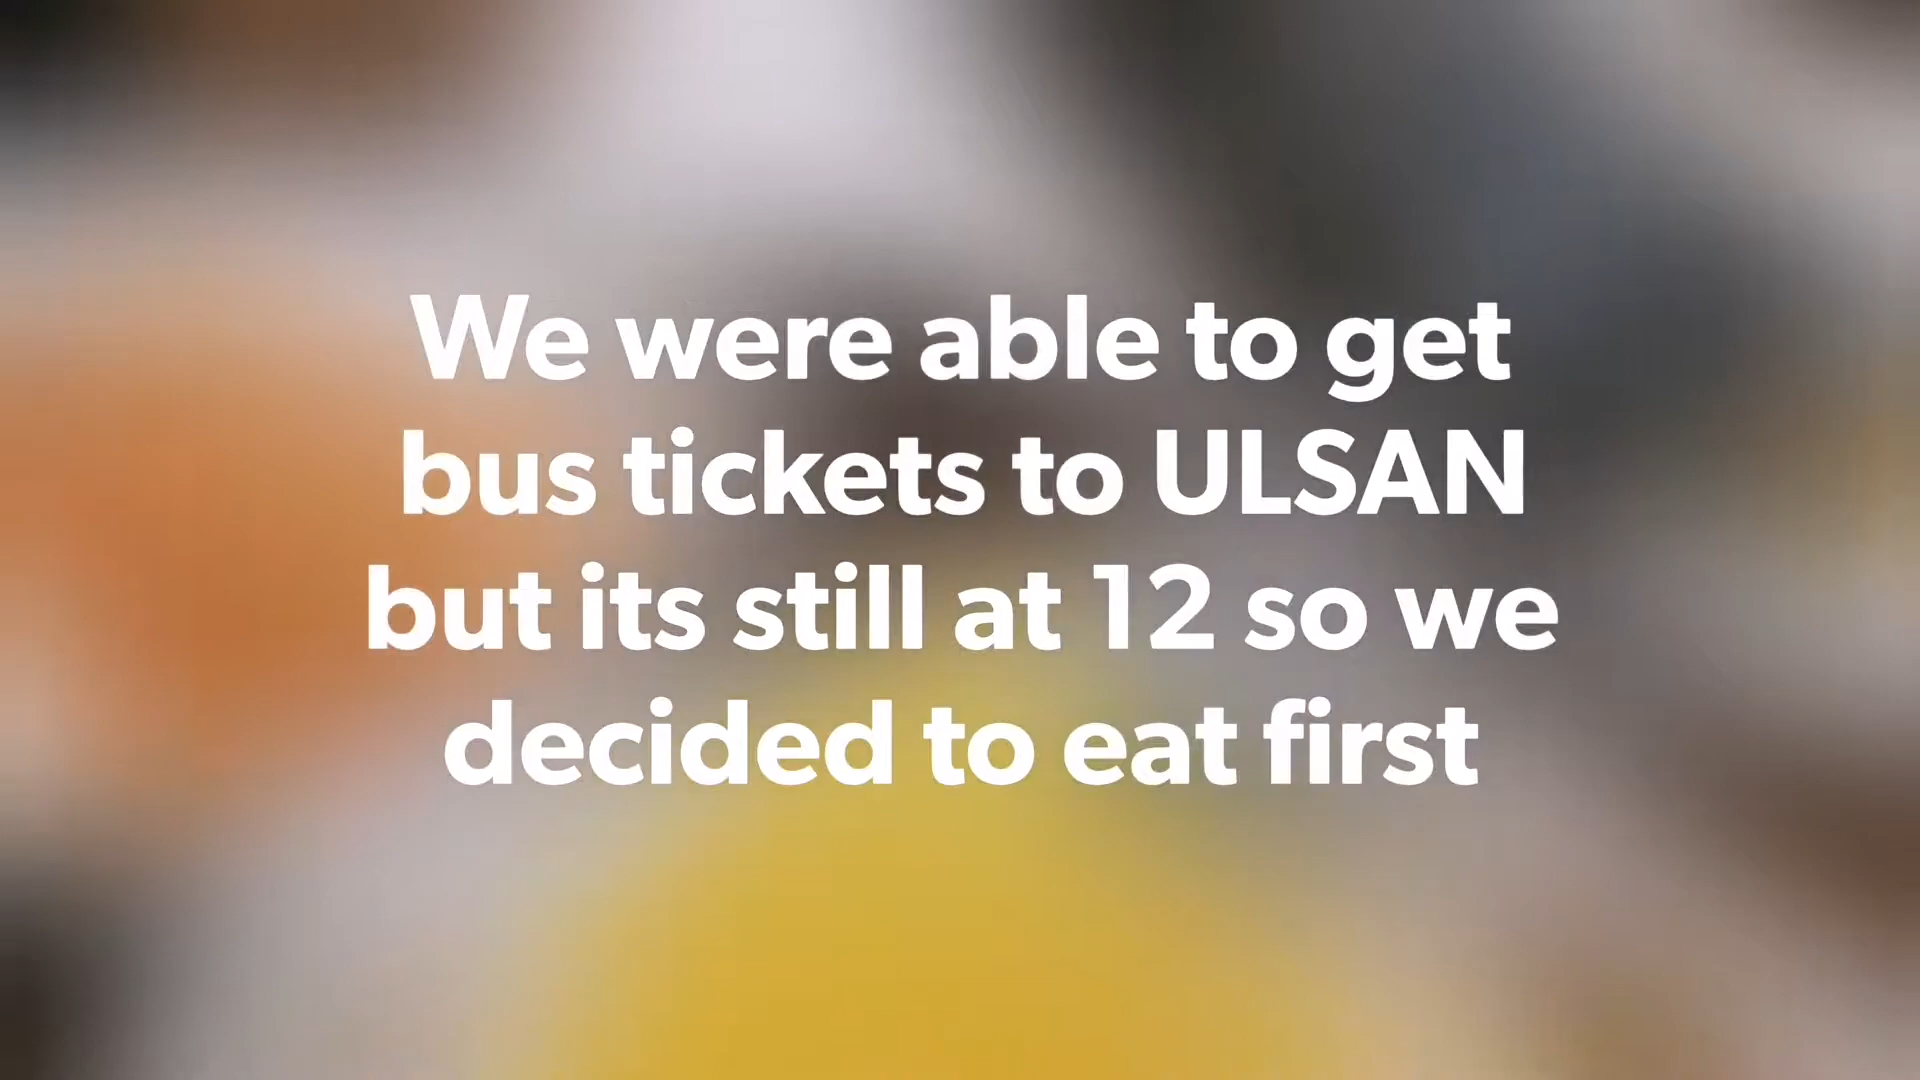 We were able to get
bus tickets to ULSAN
but its still at 12 so we
decided to eat first